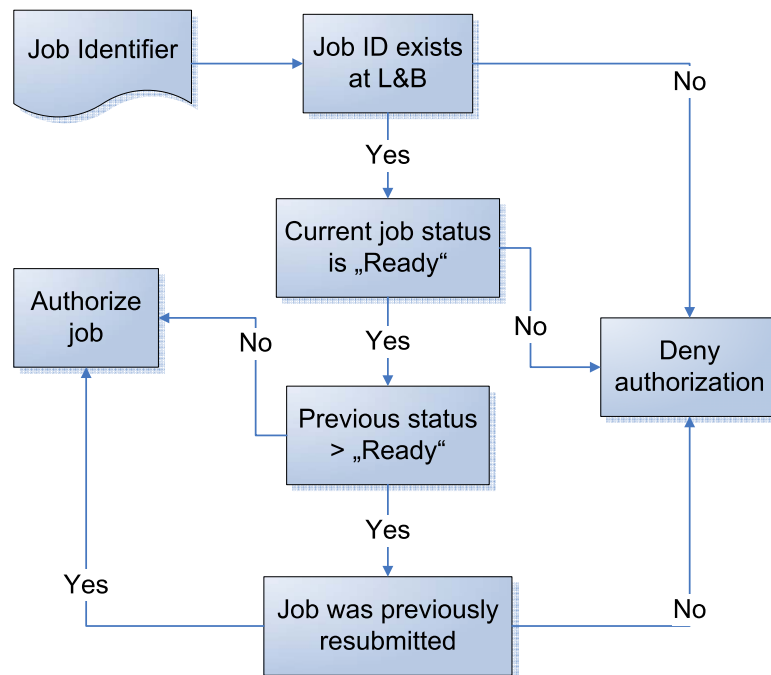 Job Identifier
Job ID exists
at L&B
No
Yes
Current job status
is „Ready“
Authorize
job
No
Yes
No
Deny
authorization
Previous status
> „Ready“
Yes
Yes
Job was previously
resubmitted
No